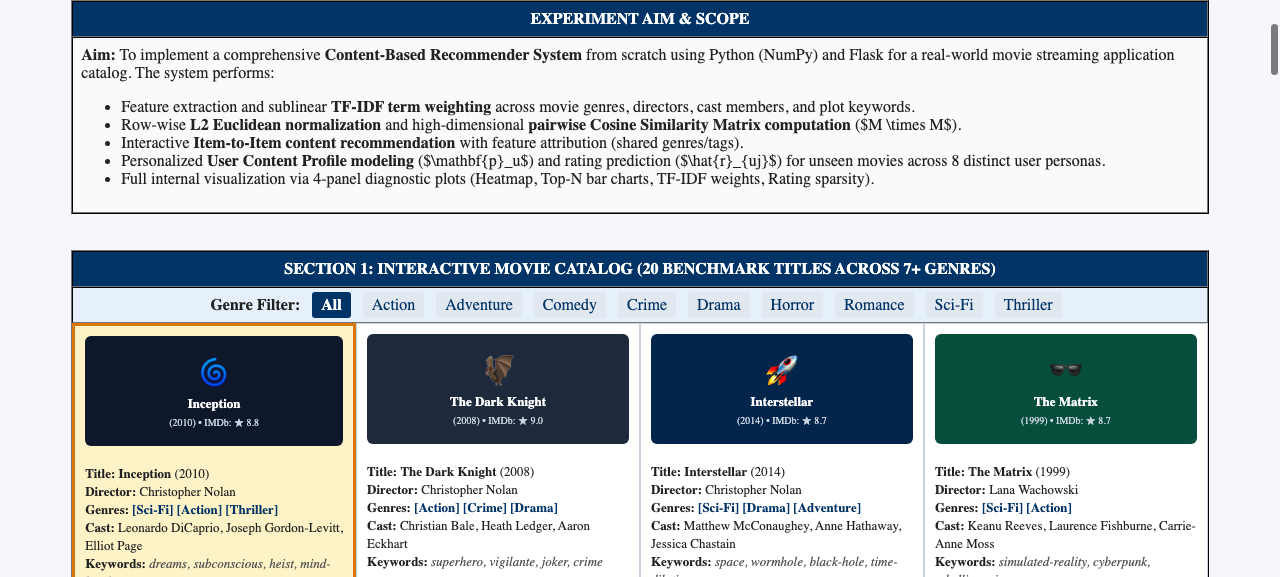 EXPERIMENT AIM & SCOPE
Aim: To implement a comprehensive Content-Based Recommender System from scratch using Python (NumPy) and Flask for a real-world movie streaming application
catalog. The system performs:
• Feature extraction and sublinear TF-IDF term weighting across movie genres, directors, cast members, and plot keywords.
• Row-wise L2 Euclidean normalization and high-dimensional pairwise Cosine Similarity Matrix computation ($M \times M$).
• Interactive Item-to-Item content recommendation with feature attribution (shared genres/tags).
• Personalized User Content Profile modeling ($\mathbf{p}_u$) and rating prediction ($\hat{r}_{uj}$) for unseen movies across 8 distinct user personas.
• Full internal visualization via 4-panel diagnostic plots (Heatmap, Top-N bar charts, TF-IDF weights, Rating sparsity).
SECTION 1: INTERACTIVE MOVIE CATALOG (20 BENCHMARK TITLES ACROSS 7+ GENRES)
Genre Filter: All Action Adventure Comedy Crime Drama Horror Romance Sci-Fi Thriller
Inception
(2010) • IMDb: ★ 8.8
Title: Inception (2010)
Director: Christopher Nolan
Genres: [Sci-Fi] [Action] [Thriller]
Cast: Leonardo DiCaprio, Joseph Gordon-Levitt,
Elliot Page
Keywords: dreams, subconscious, heist, mind-
The Dark Knight
(2008) • IMDb: ★ 9.0
Title: The Dark Knight (2008)
Director: Christopher Nolan
Genres: [Action] [Crime] [Drama]
Cast: Christian Bale, Heath Ledger, Aaron
Eckhart
Keywords: superhero, vigilante, joker, crime
Interstellar
(2014) • IMDb: ★ 8.7
Title: Interstellar (2014)
Director: Christopher Nolan
Genres: [Sci-Fi] [Drama] [Adventure]
Cast: Matthew McConaughey, Anne Hathaway,
Jessica Chastain
Keywords: space, wormhole, black-hole, time-
The Matrix
(1999) • IMDb: ★ 8.7
Title: The Matrix (1999)
Director: Lana Wachowski
Genres: [Sci-Fi] [Action]
Cast: Keanu Reeves, Laurence Fishburne, Carrie-
Anne Moss
Keywords: simulated-reality, cyberpunk,